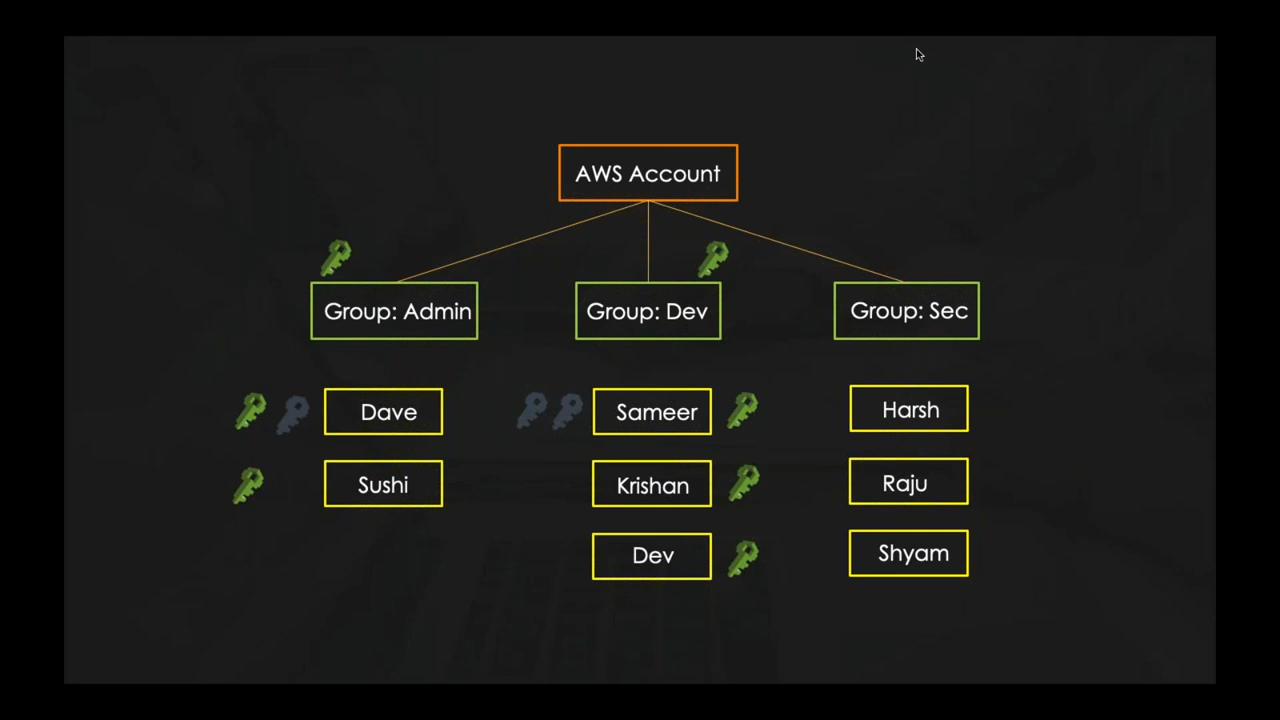 AWS Account
Group: Admin
Group: Dev
Group: Sec
Dave
Sameer
Harsh
Sushi
Krishan
Raju
Dev
Shyam